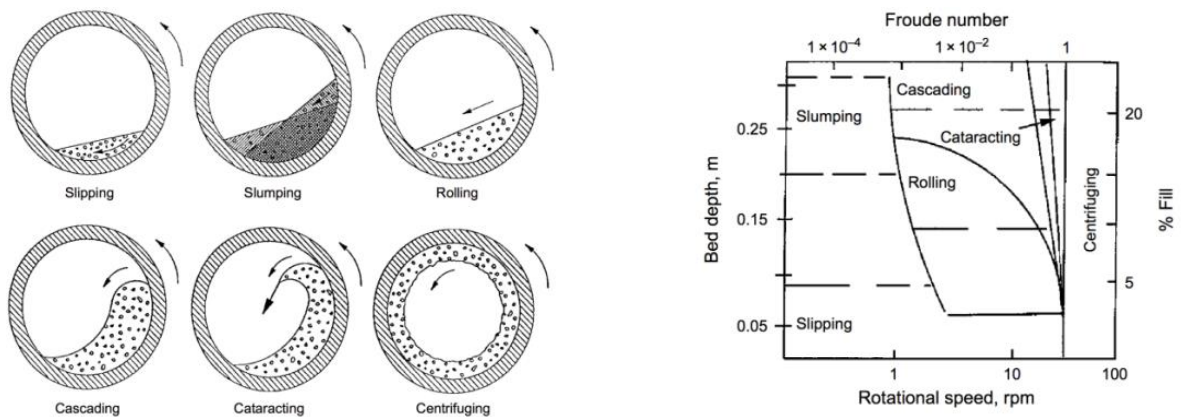 Slipping
Slumping
Rolling
Cascading
Cataracting
Centrifuging
Froude number
1 × 10⁻⁴
1 × 10⁻²
1
Cascading
Slumping
Cataracting
Rolling
Slipping
Centrifuging
0.25
0.15
0.05
Bed depth, m
20
5
% Fill
1
10
100
Rotational speed, rpm